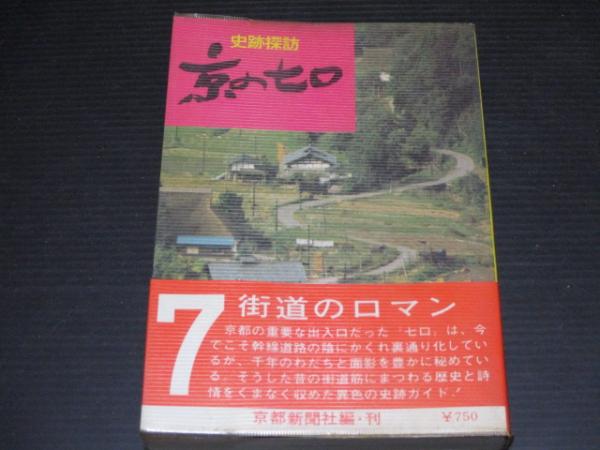 史跡探訪
京の七口
7
街道のロマン
京都の重要な出入口だった「七口」は、今
でこそ幹線道路の陰にかくれ裏通り化してい
るが、千年のわだちと面影を豊かに秘めてい
る。そうした昔の街道筋にまつわる歴史と詩
情をくまなく収めた異色の史跡ガイド！
京都新聞社編・刊
￥750